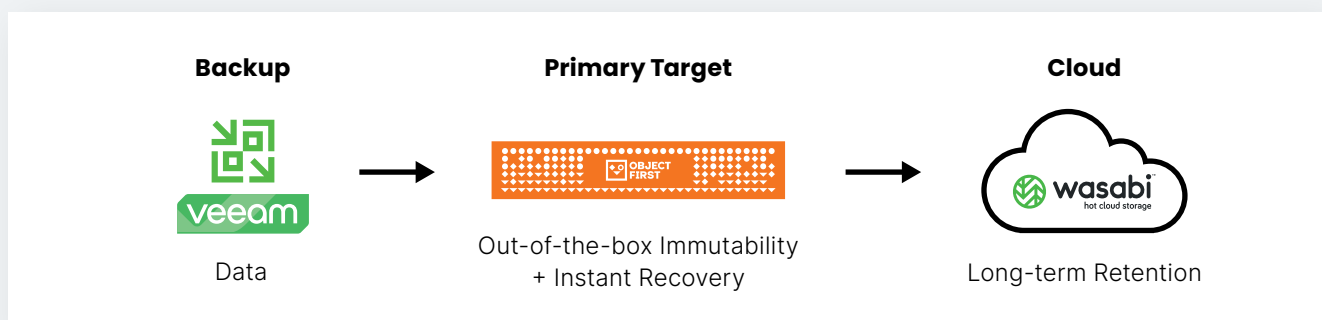 Backup
Primary Target
Cloud
OBJECT
FIRST
wasabi™
hot cloud storage
veeam
Out-of-the-box Immutability
+ Instant Recovery
Data
Long-term Retention